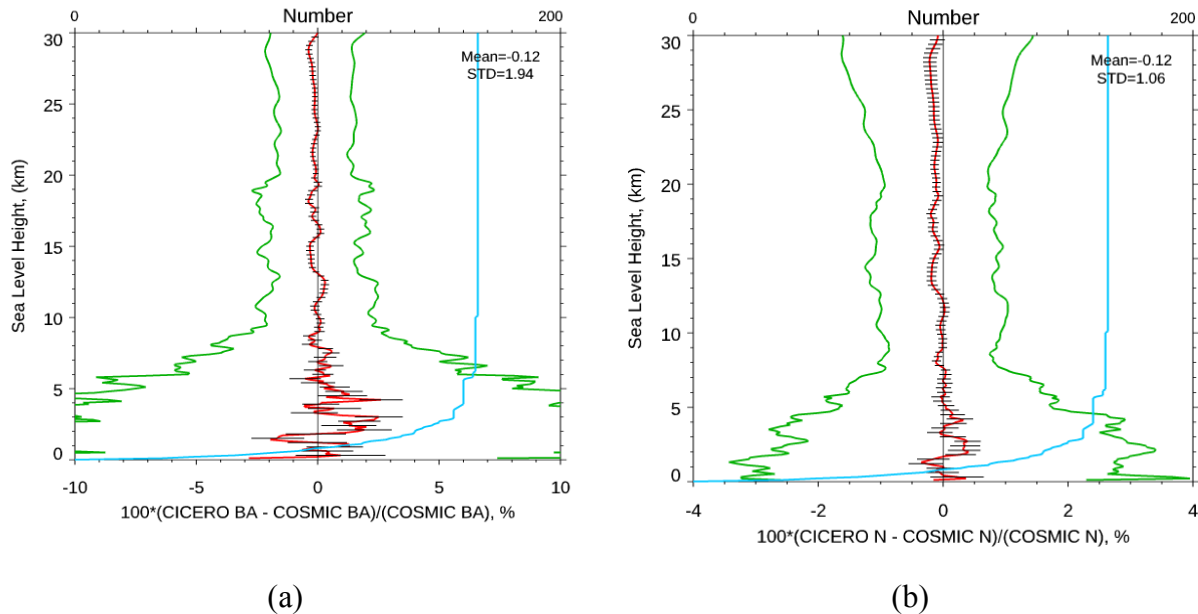 0 Number 200
30
Mean=-0.12
STD=1.94
25
20
15
10
5
0
Sea Level Height, (km)
-10 -5 0 5 10
100*(CICERO BA - COSMIC BA)/(COSMIC BA), %
(a)
0 Number 200
30
Mean=-0.12
STD=1.06
25
20
15
10
5
0
Sea Level Height, (km)
-4 -2 0 2 4
100*(CICERO N - COSMIC N)/(COSMIC N), %
(b)